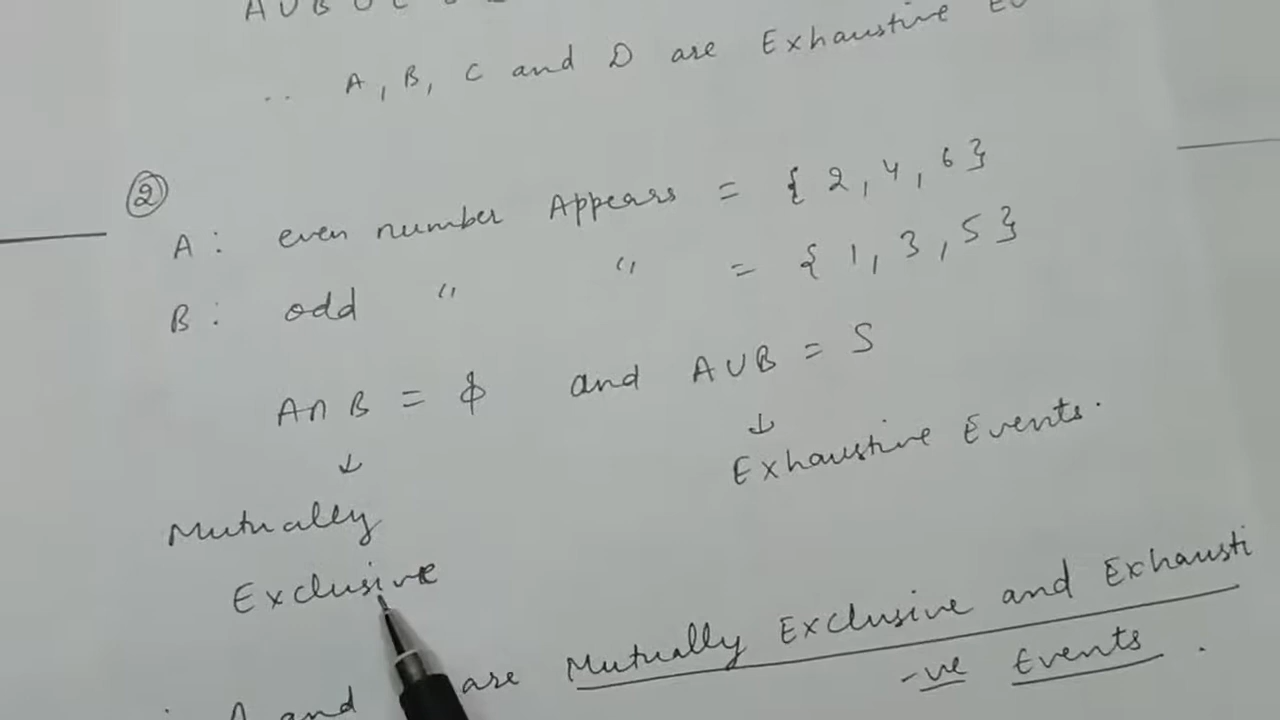 A U B U C
∴ A, B, C and D are Exhaustive
②
A: even number Appears = { 2, 4, 6 }
B: odd " " = { 1, 3, 5 }
A∩B = ϕ and A∪B = S
↓ ↓
Mutually Exhaustive Events.
Exclusive
A and are Mutually Exclusive and Exhausti
-ve Events.